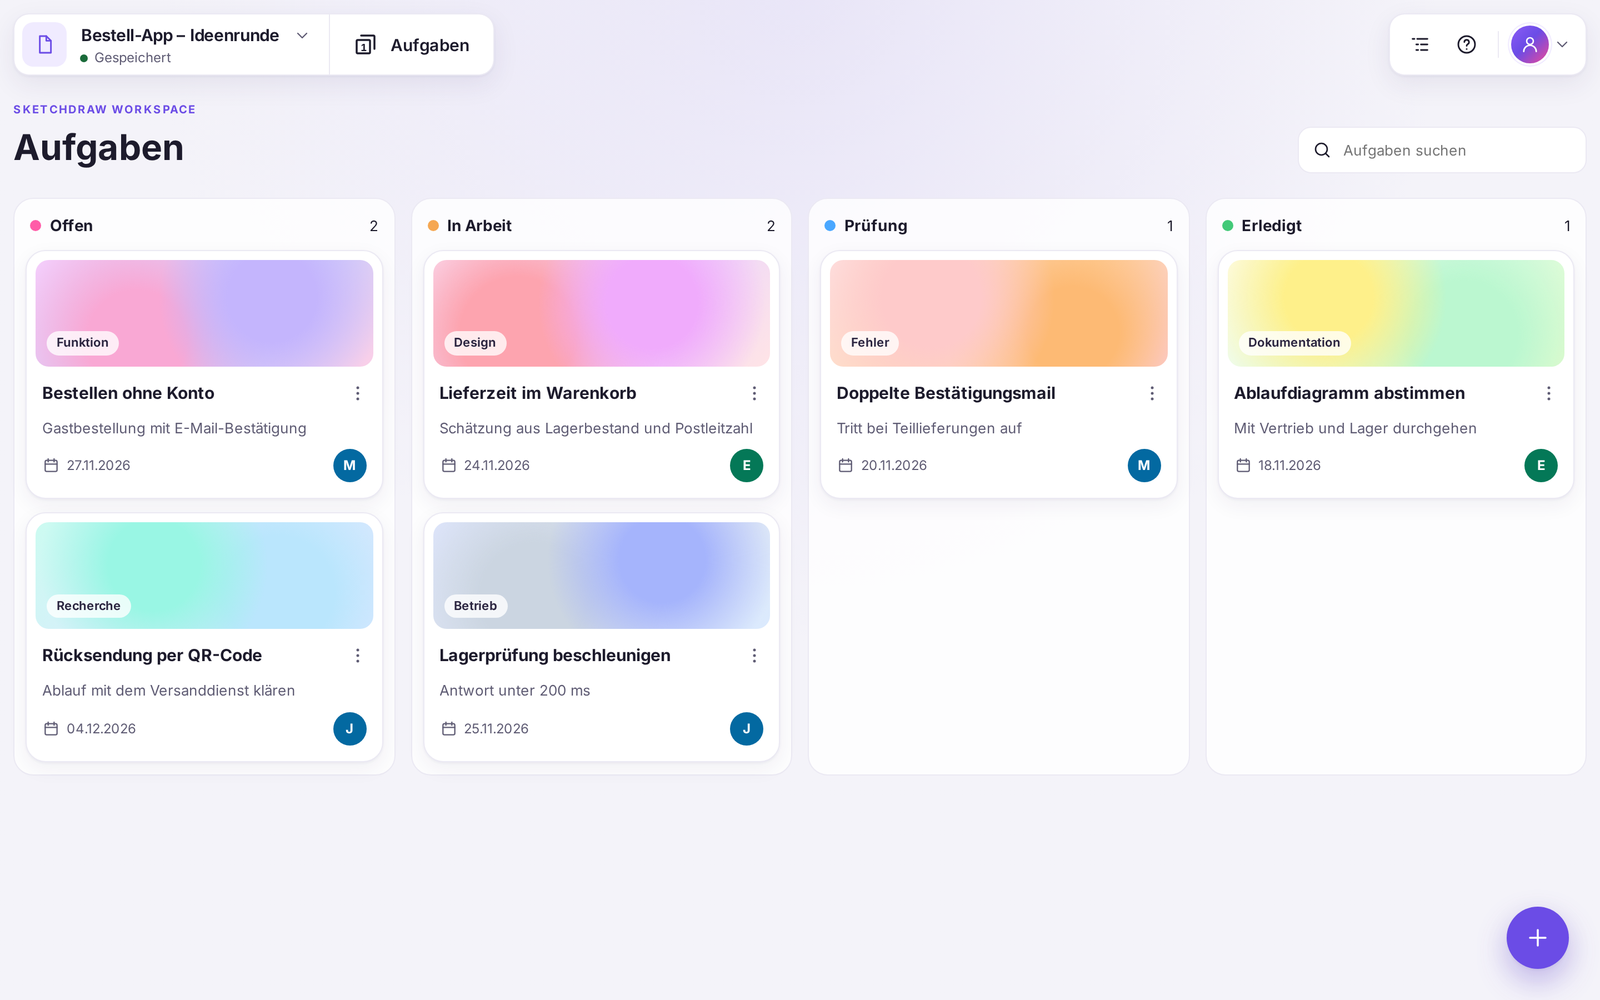 Bestell-App – Ideenrunde
Gespeichert
1
Aufgaben
SKETCHDRAW WORKSPACE
Aufgaben
Aufgaben suchen
Offen 2
Funktion
Bestellen ohne Konto
Gastbestellung mit E-Mail-Bestätigung
27.11.2026
M
Recherche
Rücksendung per QR-Code
Ablauf mit dem Versanddienst klären
04.12.2026
J
In Arbeit 2
Design
Lieferzeit im Warenkorb
Schätzung aus Lagerbestand und Postleitzahl
24.11.2026
E
Betrieb
Lagerprüfung beschleunigen
Antwort unter 200 ms
25.11.2026
J
Prüfung 1
Fehler
Doppelte Bestätigungsmail
Tritt bei Teillieferungen auf
20.11.2026
M
Erledigt 1
Dokumentation
Ablaufdiagramm abstimmen
Mit Vertrieb und Lager durchgehen
18.11.2026
E